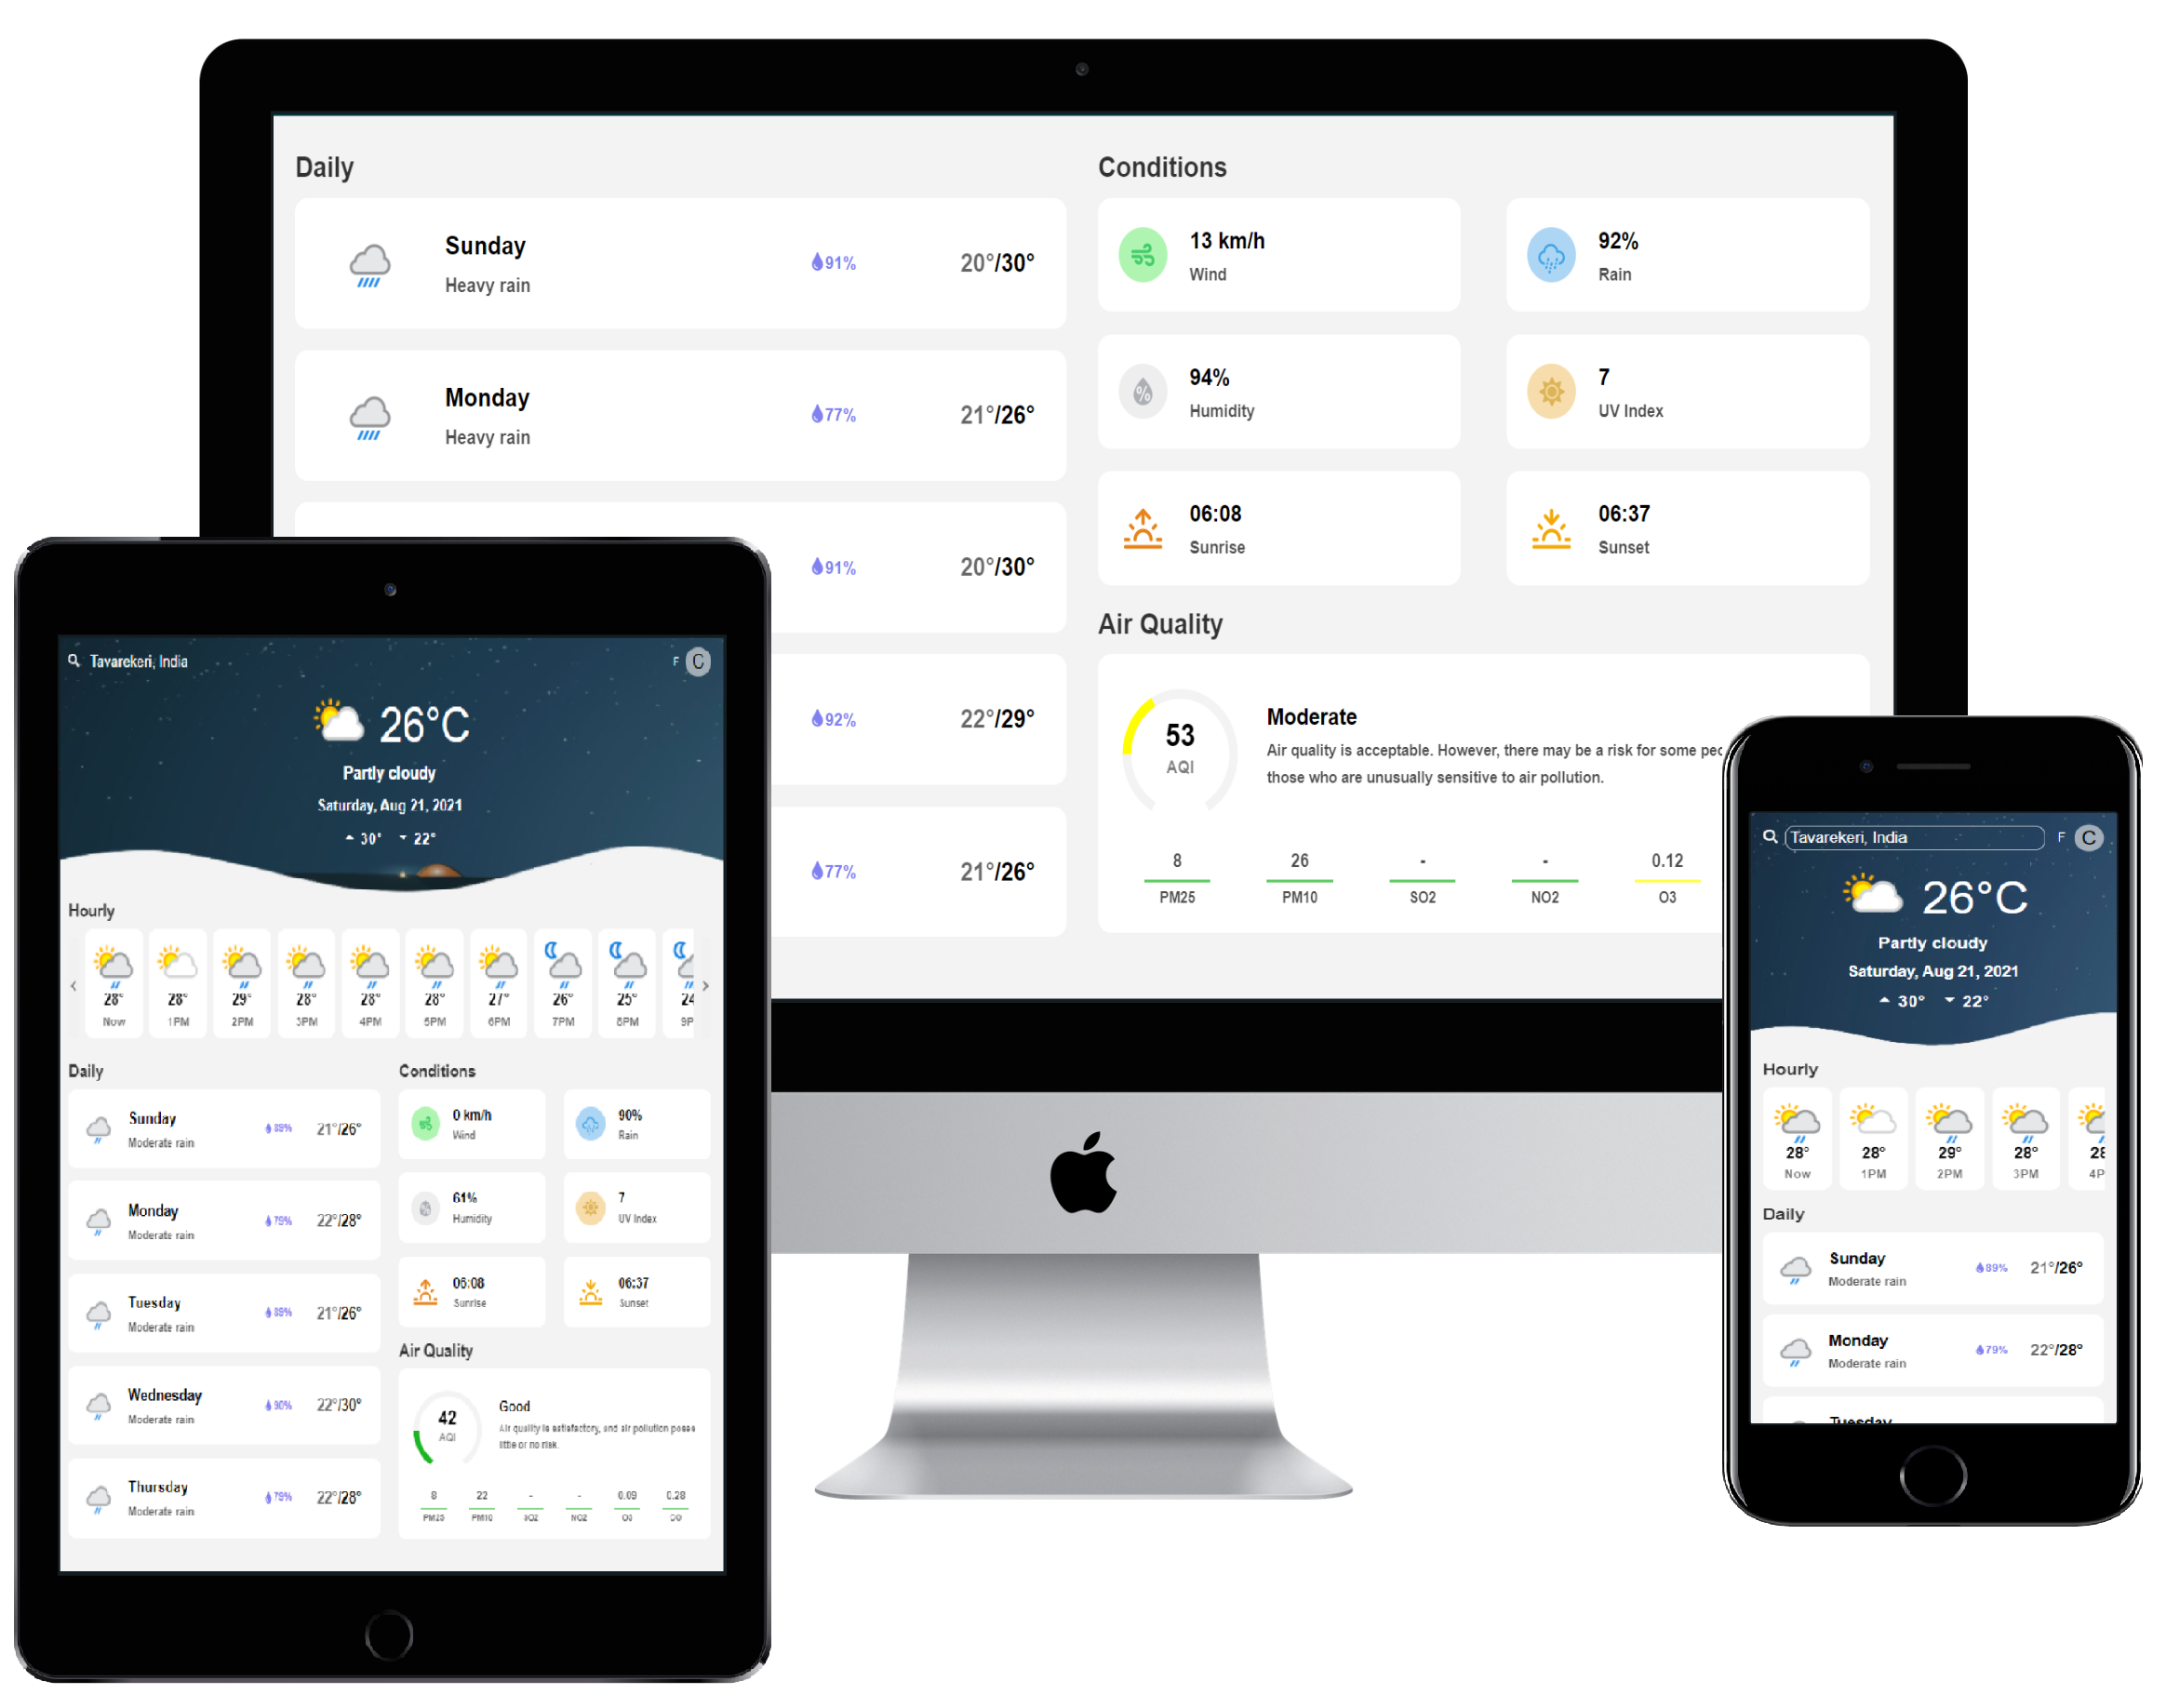 Daily
Sunday
Heavy rain
91%
20°/30°
Monday
Heavy rain
77%
21°/26°
91%
20°/30°
92%
22°/29°
77%
21°/26°
Conditions
13 km/h
Wind
92%
Rain
94%
Humidity
7
UV Index
06:08
Sunrise
06:37
Sunset
Air Quality
53
AQI
Moderate
Air quality is acceptable. However, there may be a risk for some
those who are unusually sensitive to air pollution.
8 26 - - 0.12
PM25 PM10 SO2 NO2 O3
Tavarekeri, India
F C
26°C
Partly cloudy
Saturday, Aug 21, 2021
30° 22°
Hourly
28° 28° 29° 28° 28° 28° 27° 26° 25° 24
Now 1PM 2PM 3PM 4PM 5PM 6PM 7PM 8PM 9P
Daily
Sunday
Moderate rain
89%
21°/26°
Monday
Moderate rain
79%
22°/28°
Tuesday
Moderate rain
89%
21°/26°
Wednesday
Moderate rain
90%
22°/30°
Thursday
Moderate rain
79%
22°/28°
Conditions
0 km/h
Wind
90%
Rain
61%
Humidity
7
UV Index
06:08
Sunrise
06:37
Sunset
Air Quality
42
AQI
Good
Air quality is satisfactory, and air pollution poses
little or no risk.
8 22 - - 0.09 0.28
PM25 PM10 SO2 NO2 O3 CO
Tavarekeri, India
F C
26°C
Partly cloudy
Saturday, Aug 21, 2021
30° 22°
Hourly
28° 28° 29° 28° 28
Now 1PM 2PM 3PM 4P
Daily
Sunday
Moderate rain
89%
21°/26°
Monday
Moderate rain
79%
22°/28°
Tuesday